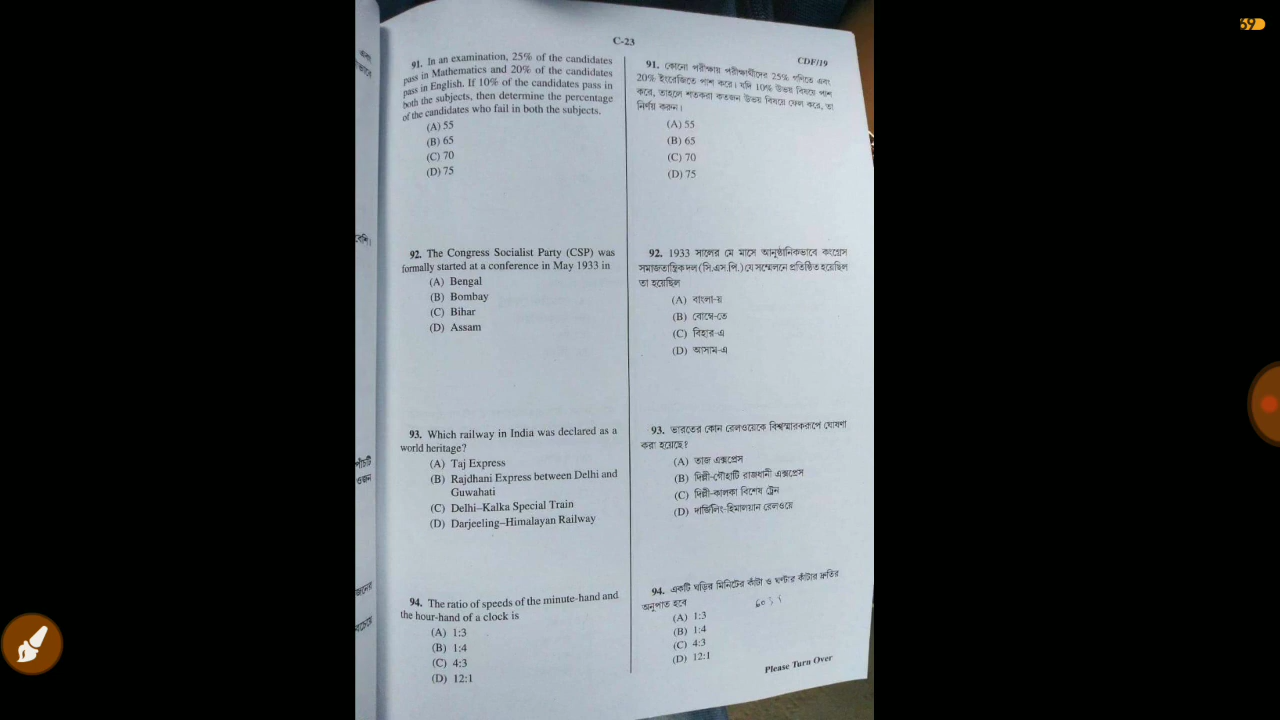 C-23
CDF/19
91. In an examination, 25% of the candidates
pass in Mathematics and 20% of the candidates
pass in English. If 10% of the candidates pass in
both the subjects, then determine the percentage
of the candidates who fail in both the subjects.
(A) 55
(B) 65
(C) 70
(D) 75
92. The Congress Socialist Party (CSP) was
formally started at a conference in May 1933 in
(A) Bengal
(B) Bombay
(C) Bihar
(D) Assam
93. Which railway in India was declared as a
world heritage?
(A) Taj Express
(B) Rajdhani Express between Delhi and
Guwahati
(C) Delhi–Kalka Special Train
(D) Darjeeling–Himalayan Railway
94. The ratio of speeds of the minute-hand and
the hour-hand of a clock is
(A) 1:3
(B) 1:4
(C) 4:3
(D) 12:1
91. কোনো পরীক্ষায় পরীক্ষার্থীদের 25% গণিতে এবং
20% ইংরেজিতে পাশ করে। যদি 10% উভয় বিষয়ে পাশ
করে, তাহলে শতকরা কতজন উভয় বিষয়ে ফেল করে, তা
নির্ণয় করুন।
(A) 55
(B) 65
(C) 70
(D) 75
92. 1933 সালের মে মাসে আনুষ্ঠানিকভাবে কংগ্রেস
সমাজতান্ত্রিক দল (সি.এস.পি.) যে সম্মেলনে প্রতিষ্ঠিত হয়েছিল
তা হয়েছিল
(A) বাংলা-য়
(B) বোম্বে-তে
(C) বিহার-এ
(D) আসাম-এ
93. ভারতের কোন রেলওয়েকে বিশ্বস্মারকরূপে ঘোষণা
করা হয়েছে?
(A) তাজ এক্সপ্রেস
(B) দিল্লী-গৌহাটি রাজধানী এক্সপ্রেস
(C) দিল্লী-কালকা বিশেষ ট্রেন
(D) দার্জিলিং-হিমালয়ান রেলওয়ে
94. একটি ঘড়ির মিনিটের কাঁটা ও ঘণ্টার কাঁটার দ্রুতির
অনুপাত হবে
(A) 1:3
(B) 1:4
(C) 4:3
(D) 12:1
Please Turn Over
69